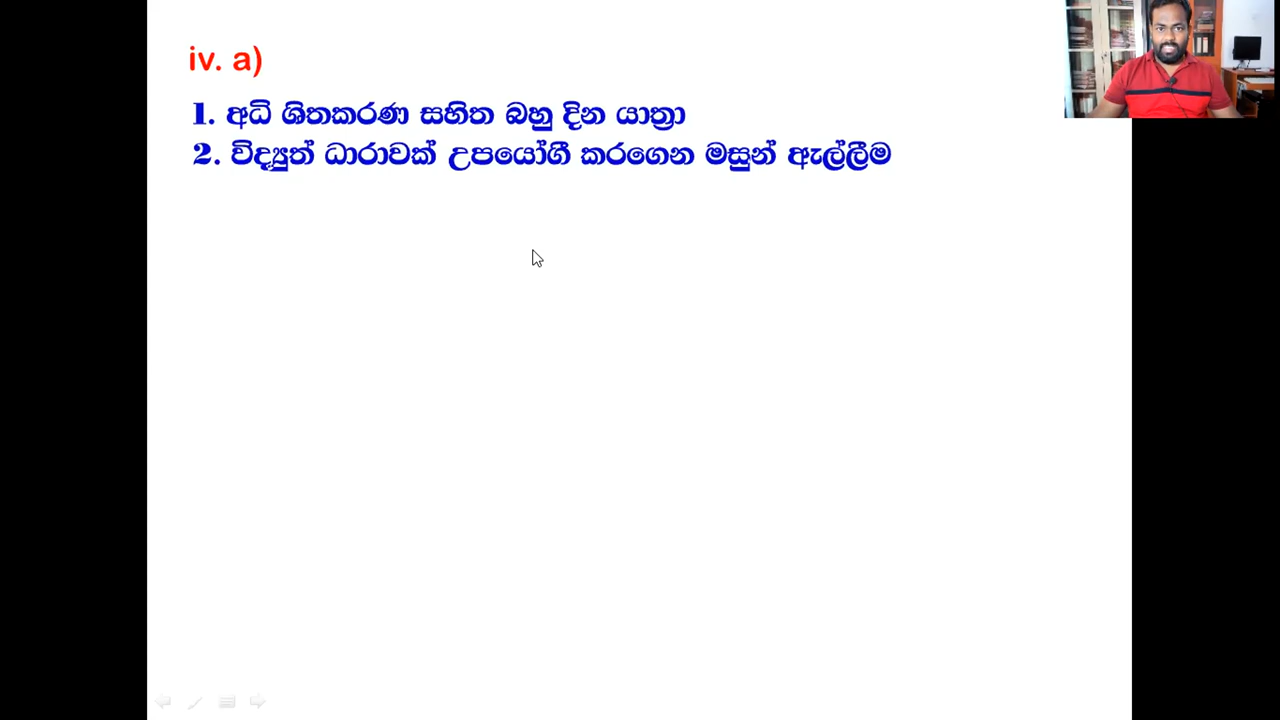 iv. a)
1. අධි ශිතකරණ සහිත බහු දින යාත්‍රා
2. විද්‍යුත් ධාරාවක් උපයෝගී කරගෙන මසුන් ඇල්ලීම